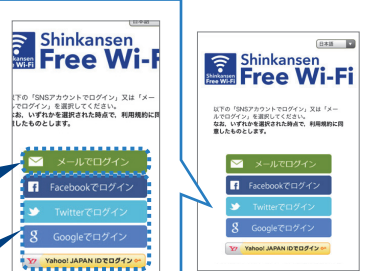 日本語
Shinkansen
Free Wi-F
以下の「SNSアカウントでログイン」又は「メー
ルでログイン」を選択してください。
なお、いずれかを選択された時点で、利用規約に同
意したものとします。
メールでログイン
Facebookでログイン
Twitterでログイン
Googleでログイン
Y7 Yahoo! JAPAN IDでログイン
日本語
Shinkansen
Free Wi-Fi
Shinkansen
Free Wi-Fi
以下の「SNSアカウントでログイン」又は「メー
ルでログイン」を選択してください。
なお、いずれかを選択された時点で、利用規約に同
意したものとします。
メールでログイン
Facebookでログイン
Twitterでログイン
Googleでログイン
Y7 Yahoo! JAPAN IDでログイン